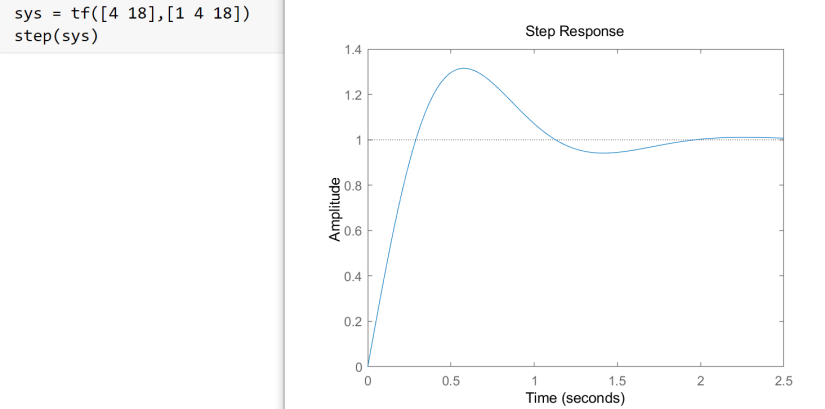 sys = tf([4 18],[1 4 18])
step(sys)
Step Response
1.4
1.2
1
0.8
0.6
0.4
0.2
0
Amplitude
0
0.5
1
1.5
2
2.5
Time (seconds)